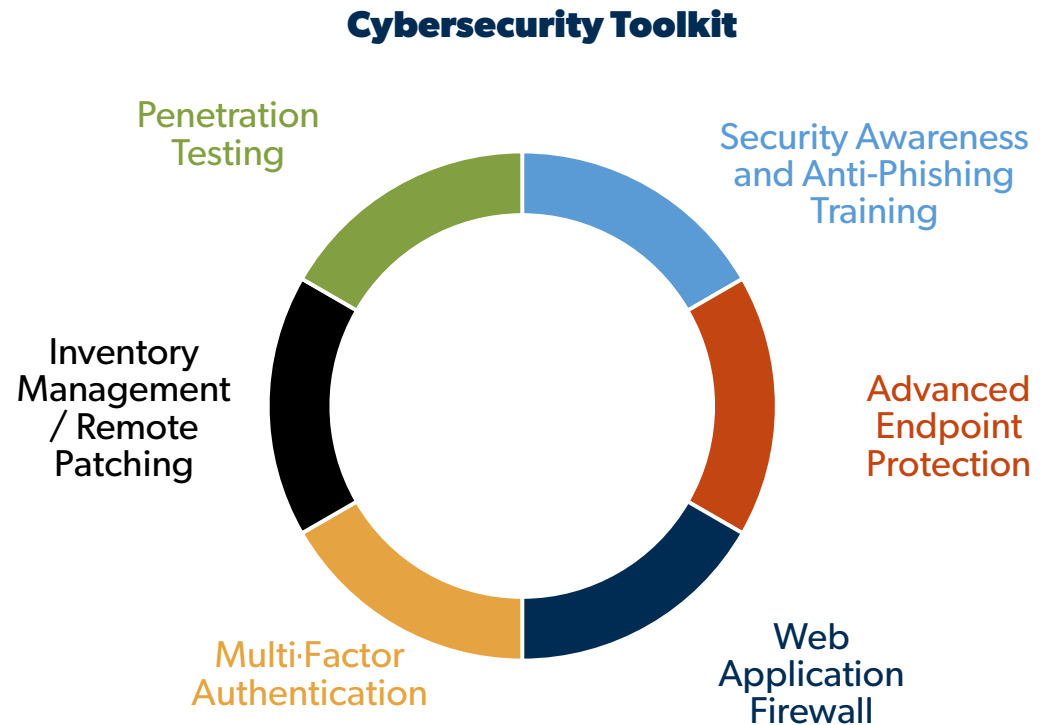 Cybersecurity Toolkit
Penetration
Testing
Security Awareness
and Anti-Phishing
Training
Inventory
Management
/ Remote
Patching
Advanced
Endpoint
Protection
Multi·Factor
Authentication
Web
Application
Firewall